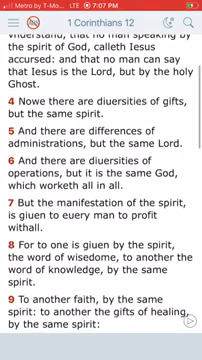 Metro by T-Mo... LTE 7:07 PM
1 Corinthians 12
understand, that no man speaking by
the spirit of God, calleth Iesus
accursed: and that no man can say
that Iesus is the Lord, but by the holy
Ghost.
4 Nowe there are diuersities of gifts,
but the same spirit.
5 And there are differences of
administrations, but the same Lord.
6 And there are diuersities of
operations, but it is the same God,
which worketh all in all.
7 But the manifestation of the spirit,
is giuen to euery man to profit
withall.
8 For to one is giuen by the spirit,
the word of wisedome, to another the
word of knowledge, by the same
spirit.
9 To another faith, by the same
spirit: to another the gifts of healing,
by the same spirit: